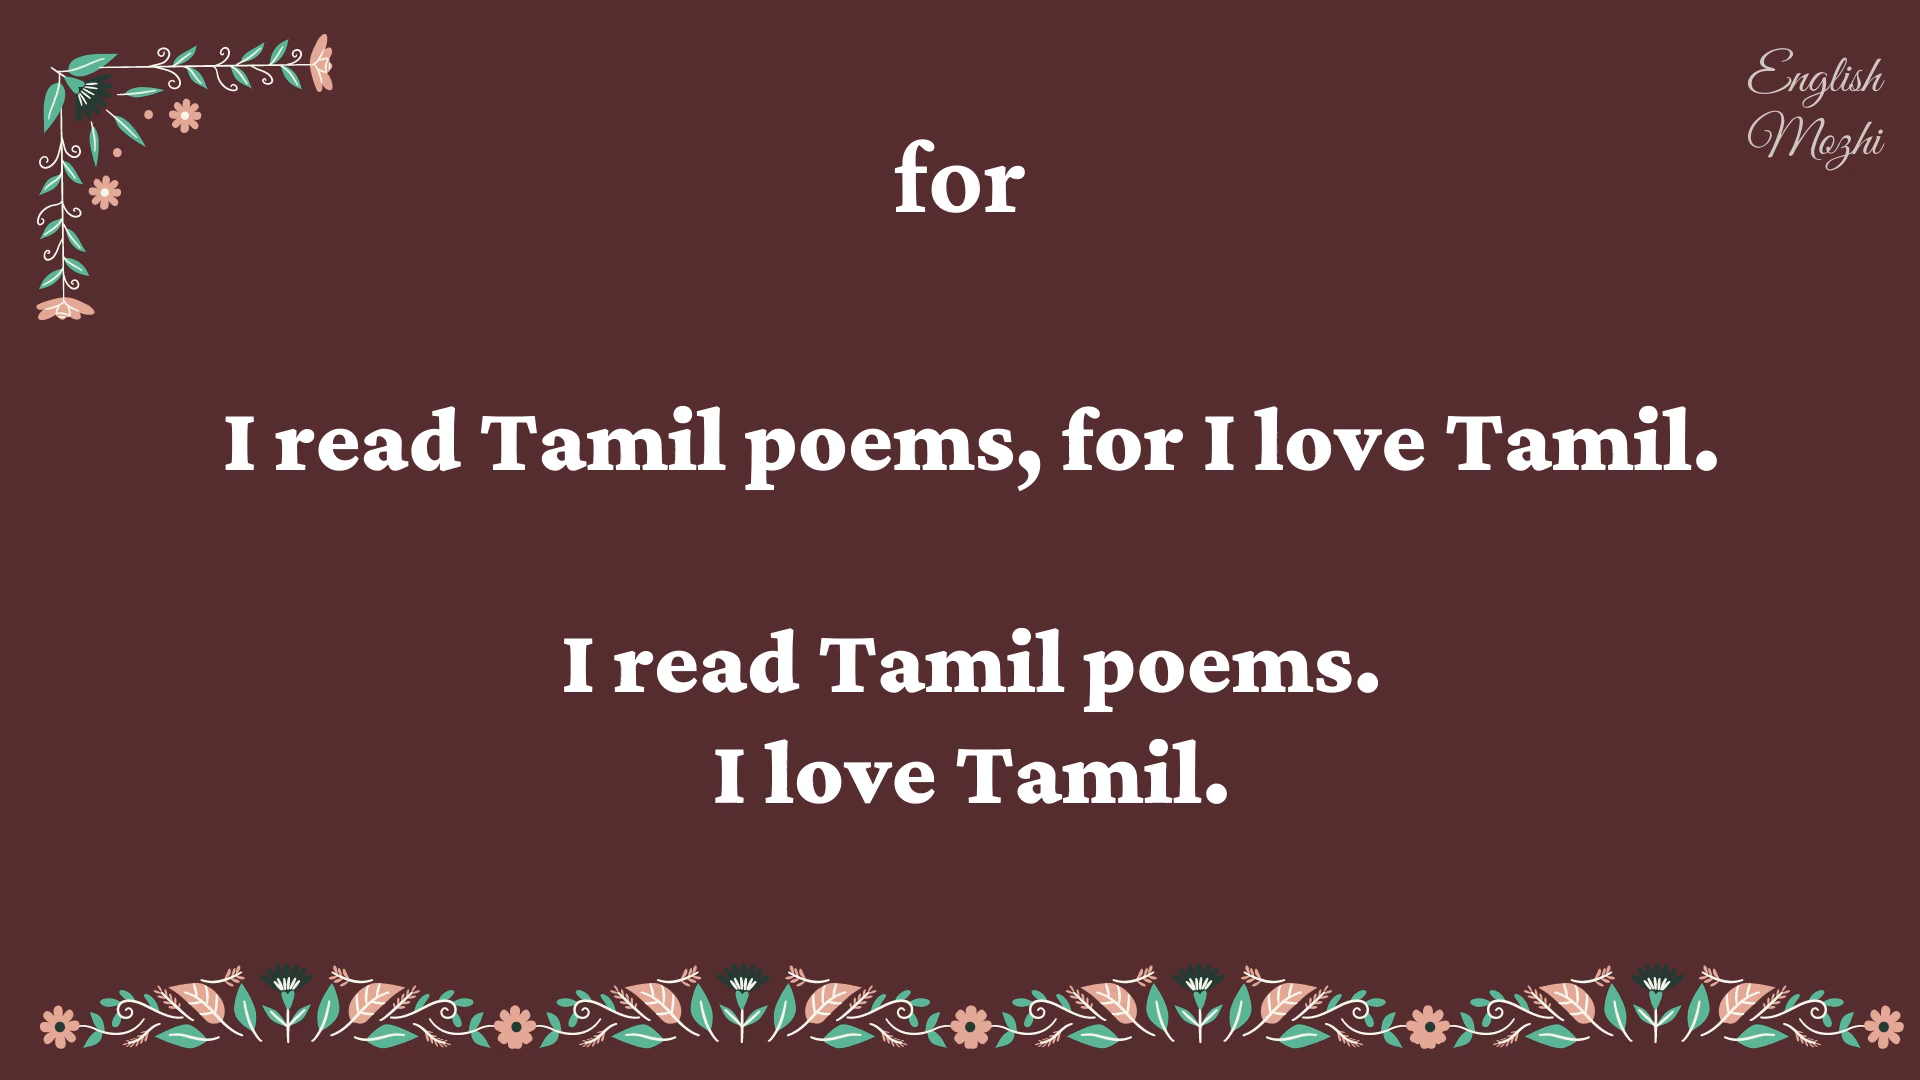 English
Mozhi
for
I read Tamil poems, for I love Tamil.
I read Tamil poems.
I love Tamil.